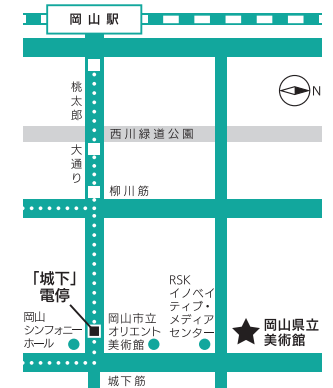 岡山駅
N
桃太郎
大通り
西川緑道公園
柳川筋
「城下」
電停
岡山
シンフォニー
ホール
岡山市立
オリエント
美術館
RSK
イノベイ
ティブ・
メディア
センター
岡山県立
美術館
城下筋